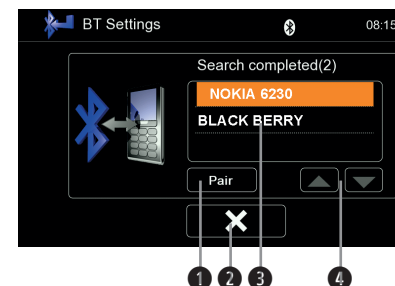 BT Settings 08:15
Search completed(2)
NOKIA 6230
BLACK BERRY
Pair
1 2 3 4